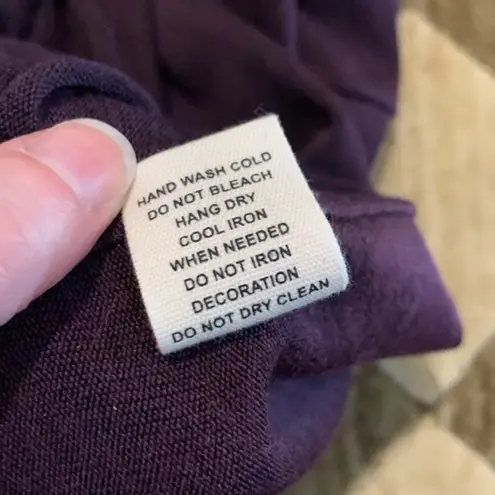 HAND WASH COLD
DO NOT BLEACH
HANG DRY
COOL IRON
WHEN NEEDED
DO NOT IRON
DECORATION
DO NOT DRY CLEAN